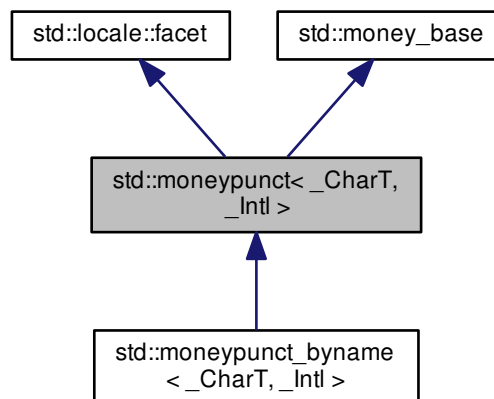 std::locale::facet
std::money_base
std::moneypunct< _CharT,
_Intl >
std::moneypunct_byname
< _CharT, _Intl >